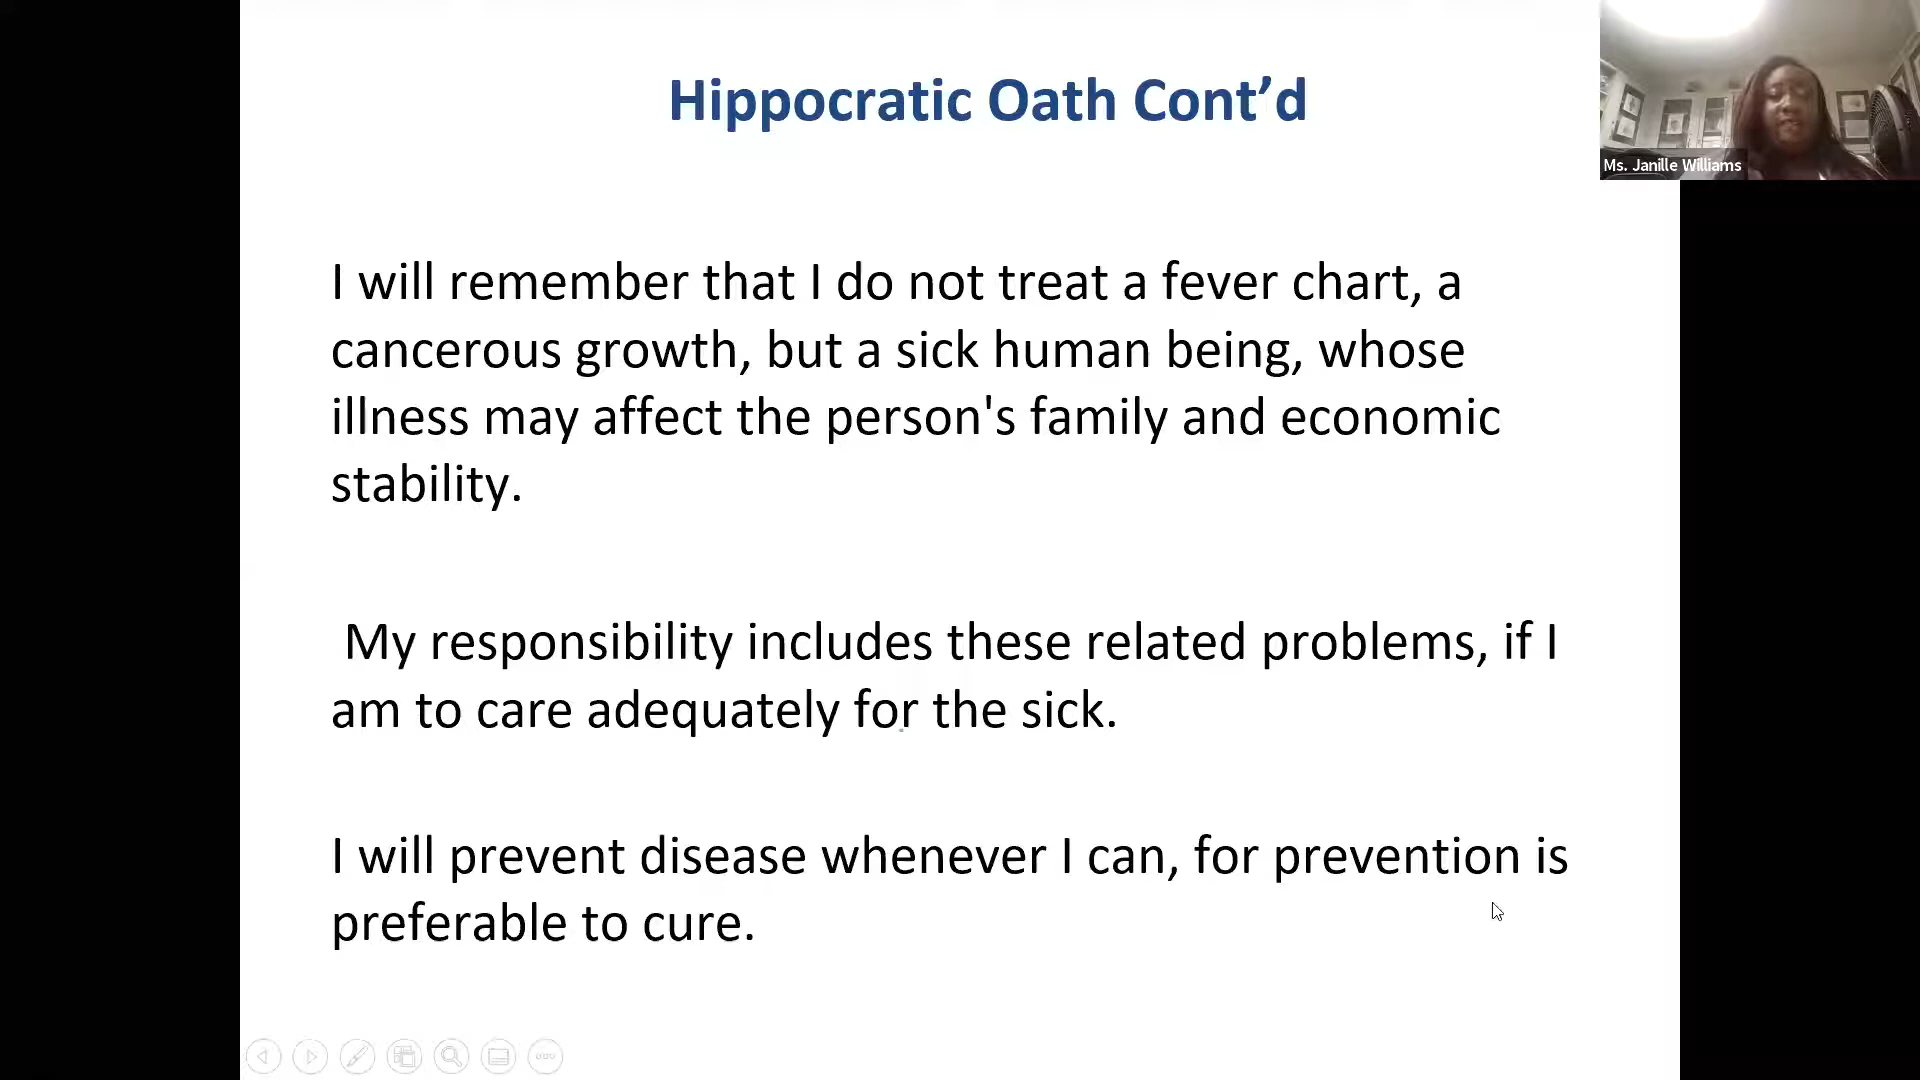 Hippocratic Oath Cont’d
Ms. Janille Williams
I will remember that I do not treat a fever chart, a
cancerous growth, but a sick human being, whose
illness may affect the person's family and economic
stability.
My responsibility includes these related problems, if I
am to care adequately for the sick.
I will prevent disease whenever I can, for prevention is
preferable to cure.